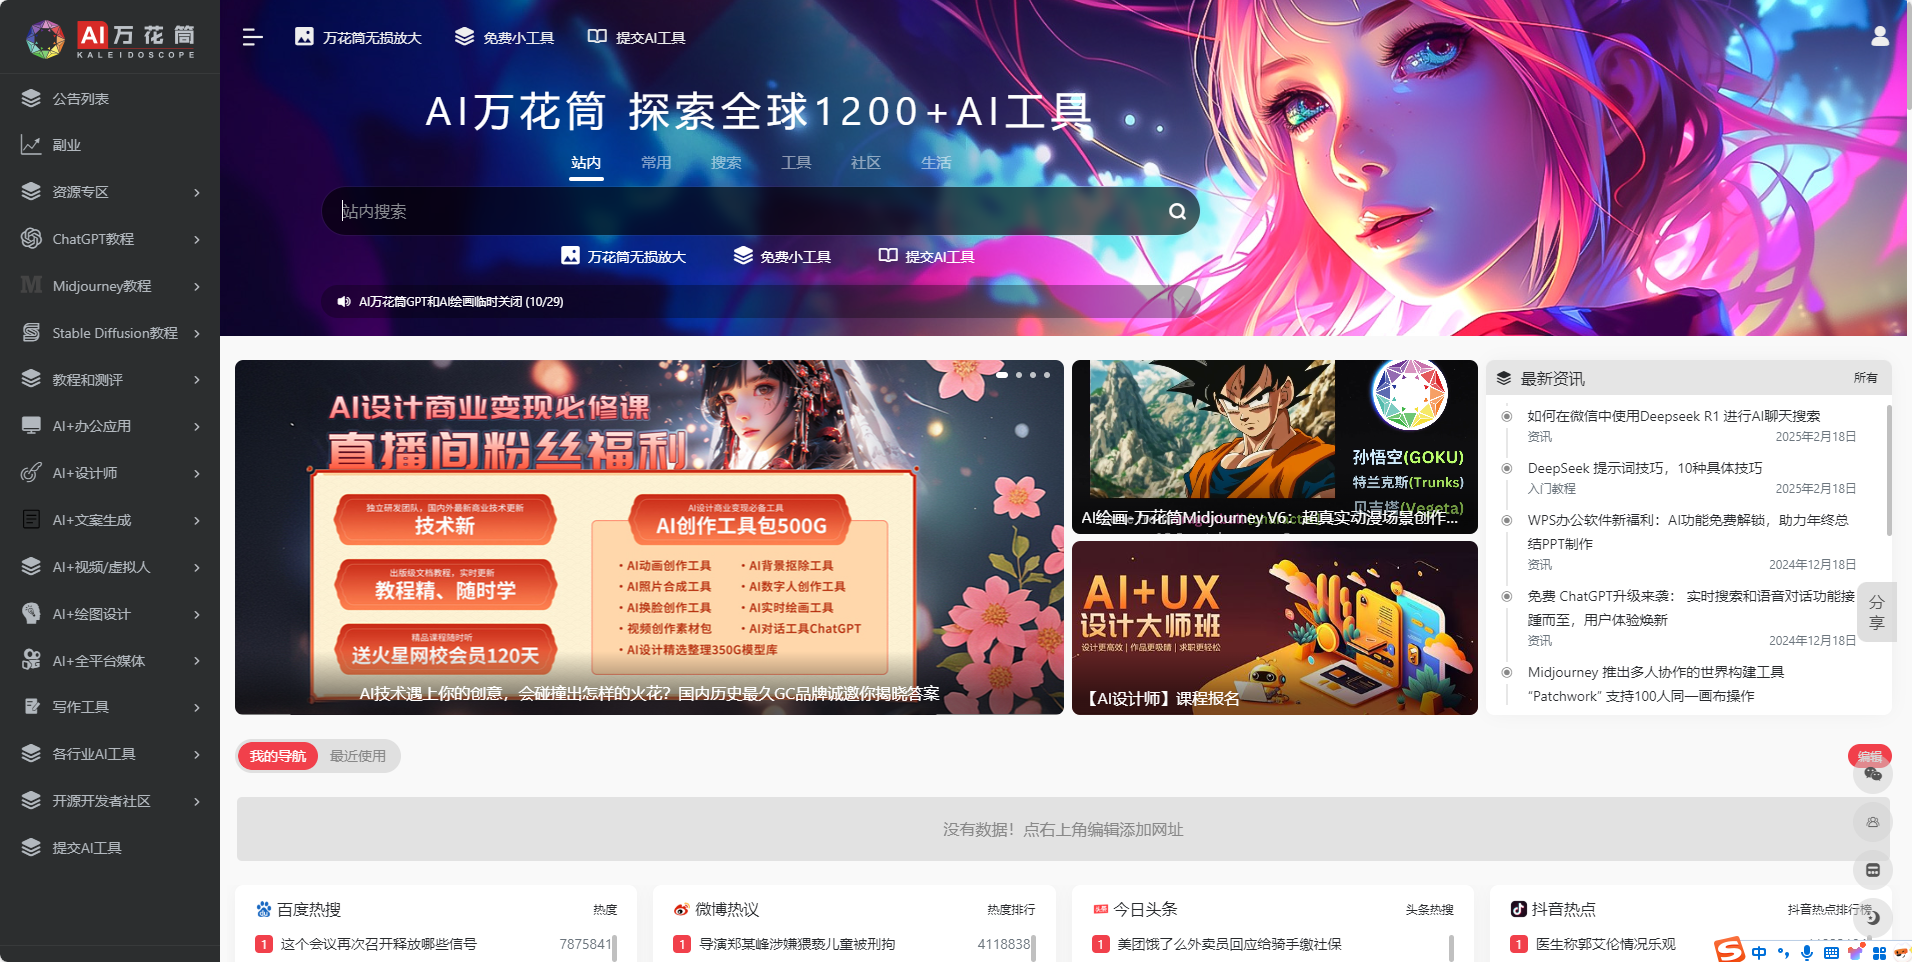 AI万花筒
KALEIDOSCOPE
公告列表
副业
资源专区
ChatGPT教程
Midjourney教程
Stable Diffusion教程
教程和测评
AI+办公应用
AI+设计师
AI+文案生成
AI+视频/虚拟人
AI+绘图设计
AI+全平台媒体
写作工具
各行业AI工具
开源开发者社区
提交AI工具
万花筒无损放大 免费小工具 提交AI工具
AI万花筒 探索全球1200+AI工具
站内 常用 搜索 工具 社区 生活
站内搜索
万花筒无损放大 免费小工具 提交AI工具
AI万花筒GPT和AI绘画临时关闭 (10/29)
AI设计商业变现必修课
直播间粉丝福利
独立研发团队，国内外最新商业技术更新
技术新
出版级文档教程，实时更新
教程精、随时学
精品课程随时听
送火星网校会员120天
AI设计商业变现必备工具
AI创作工具包500G
・AI动画创作工具 ・AI背景抠除工具
・AI照片合成工具 ・AI数字人创作工具
・AI换脸创作工具 ・AI实时绘画工具
・视频创作素材包 ・AI对话工具ChatGPT
・AI设计精选整理350G模型库
AI技术遇上你的创意，会碰撞出怎样的火花？国内历史最久GC品牌诚邀你揭晓答案
孙悟空(GOKU)
特兰克斯(Trunks)
贝吉塔(Vegeta)
AI绘画-万花筒Midjourney V6：超真实动漫场景创作...
AI+UX
设计大师班
设计更高效 | 作品更吸睛 | 求职更轻松
【AI设计师】课程报名
最新资讯 所有
如何在微信中使用Deepseek R1 进行AI聊天搜索
资讯 2025年2月18日
DeepSeek 提示词技巧，10种具体技巧
入门教程 2025年2月18日
WPS办公软件新福利：AI功能免费解锁，助力年终总
结PPT制作
资讯 2024年12月18日
免费 ChatGPT升级来袭： 实时搜索和语音对话功能接
踵而至，用户体验焕新
资讯 2024年12月18日
Midjourney 推出多人协作的世界构建工具
“Patchwork” 支持100人同一画布操作
分
享
我的导航 最近使用
编辑
没有数据！点右上角编辑添加网址
百度热搜 热度
1 这个会议再次召开释放哪些信号 7875841
微博热议 热度排行
1 导演郑某峰涉嫌猥亵儿童被刑拘 4118838
头条 今日头条 头条热搜
1 美团饿了么外卖员回应给骑手缴社保
抖音热点 抖音热点排行榜
1 医生称郭艾伦情况乐观
中